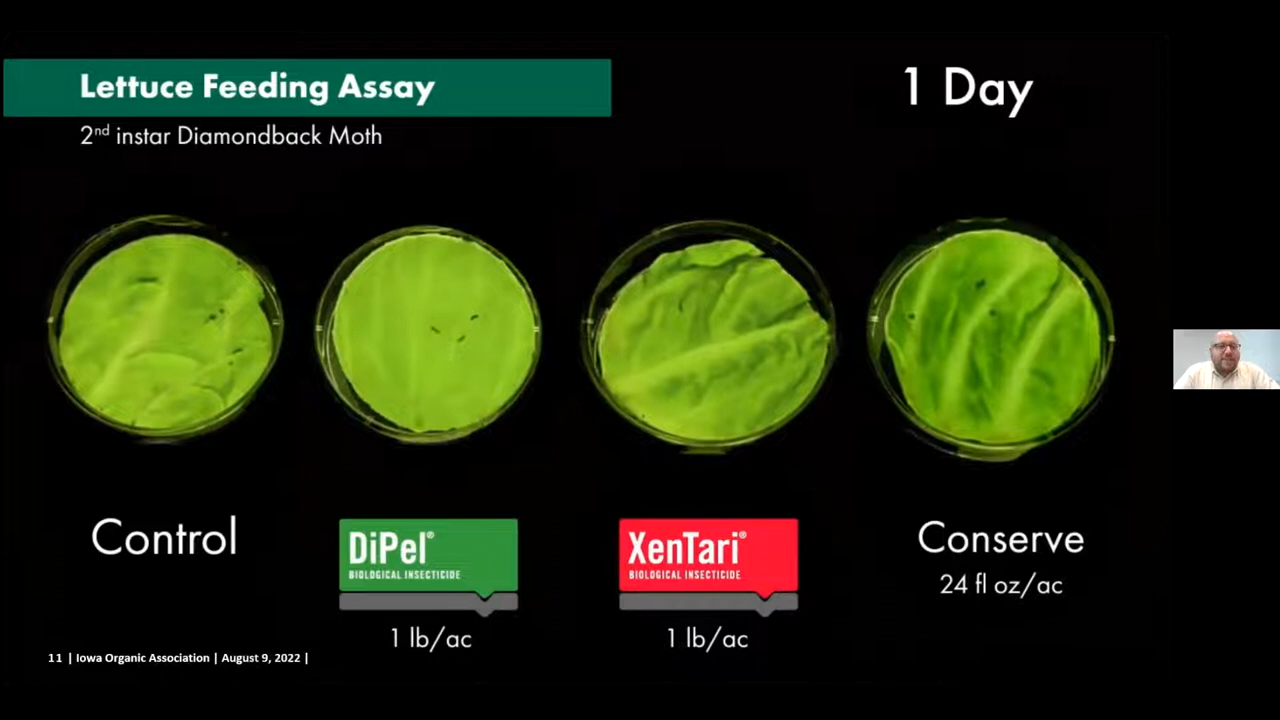 Lettuce Feeding Assay
1 Day
2nd instar Diamondback Moth
Control
DiPel®
BIOLOGICAL INSECTICIDE
1 lb/ac
XenTari®
BIOLOGICAL INSECTICIDE
1 lb/ac
Conserve
24 fl oz/ac
11 | Iowa Organic Association | August 9, 2022 |